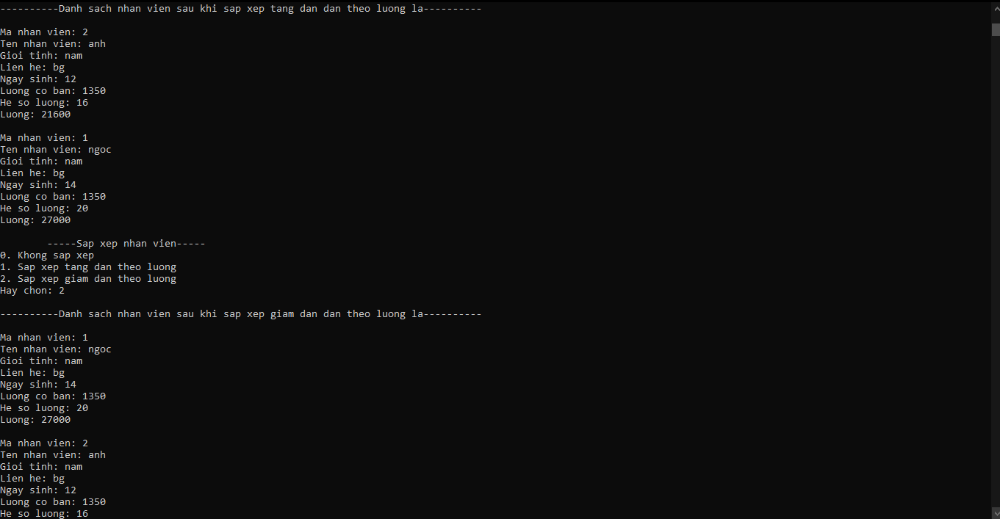 ----------Danh sach nhan vien sau khi sap xep tang dan dan theo luong la----------
Ma nhan vien: 2
Ten nhan vien: anh
Gioi tinh: nam
Lien he: bg
Ngay sinh: 12
Luong co ban: 1350
He so luong: 16
Luong: 21600
Ma nhan vien: 1
Ten nhan vien: ngoc
Gioi tinh: nam
Lien he: bg
Ngay sinh: 14
Luong co ban: 1350
He so luong: 20
Luong: 27000
-----Sap xep nhan vien-----
0. Khong sap xep
1. Sap xep tang dan theo luong
2. Sap xep giam dan theo luong
Hay chon: 2
----------Danh sach nhan vien sau khi sap xep giam dan dan theo luong la----------
Ma nhan vien: 1
Ten nhan vien: ngoc
Gioi tinh: nam
Lien he: bg
Ngay sinh: 14
Luong co ban: 1350
He so luong: 20
Luong: 27000
Ma nhan vien: 2
Ten nhan vien: anh
Gioi tinh: nam
Lien he: bg
Ngay sinh: 12
Luong co ban: 1350
He so luong: 16